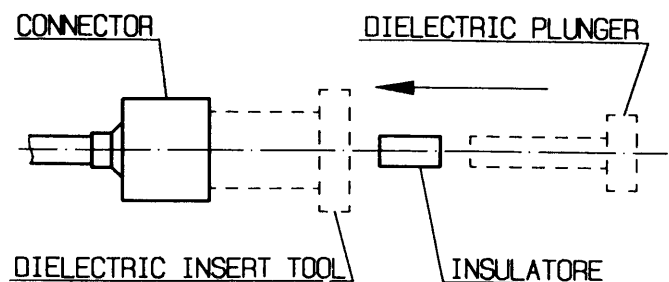 CONNECTOR
DIELECTRIC PLUNGER
DIELECTRIC INSERT TOOL
INSULATORE